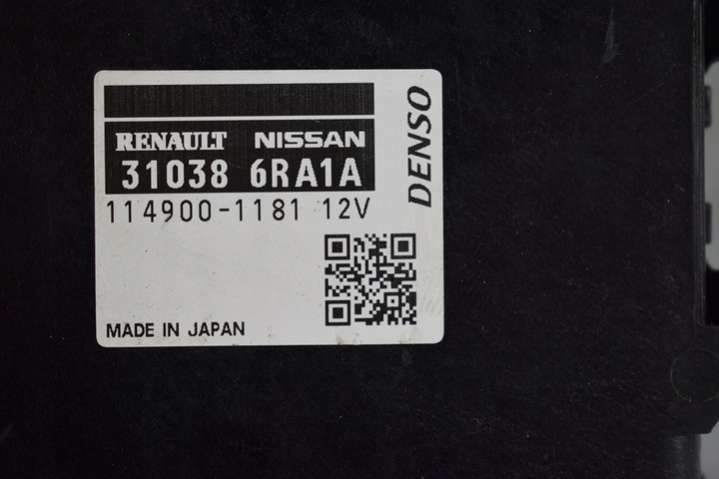 RENAULT NISSAN
31038 6RA1A
114900-1181 12V
DENSO
MADE IN JAPAN